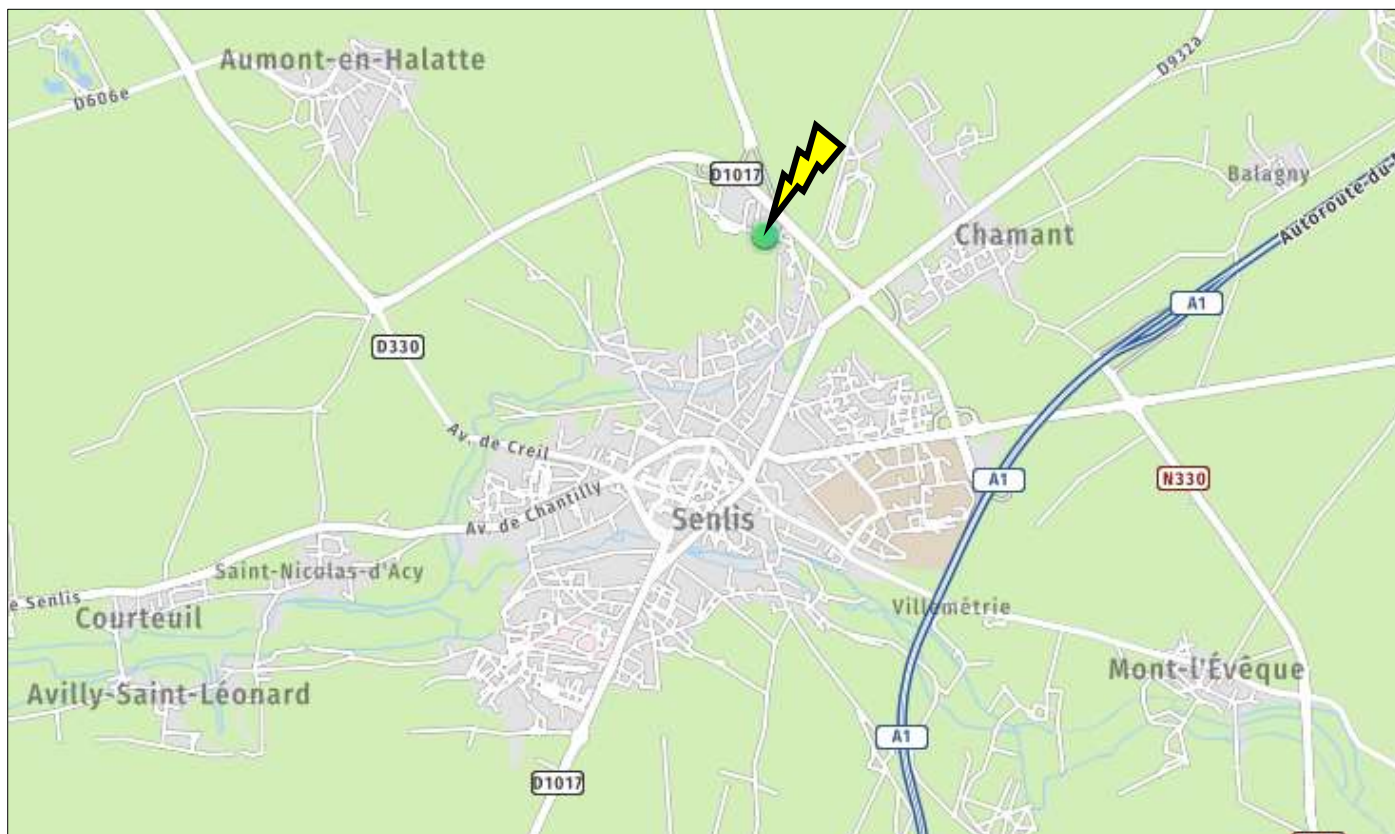 Aumont-en-Halatte
D932a
D606e
D1017
Balagny
Chamant
Autoroute-du-
A1
D330
Av. de Creil
A1
N330
Av. de Chantilly
Senlis
Saint-Nicolas-d'Acy
e Senlis
Courteuil
Villemétrie
Mont-l'Évêque
Avilly-Saint-Léonard
A1
D1017